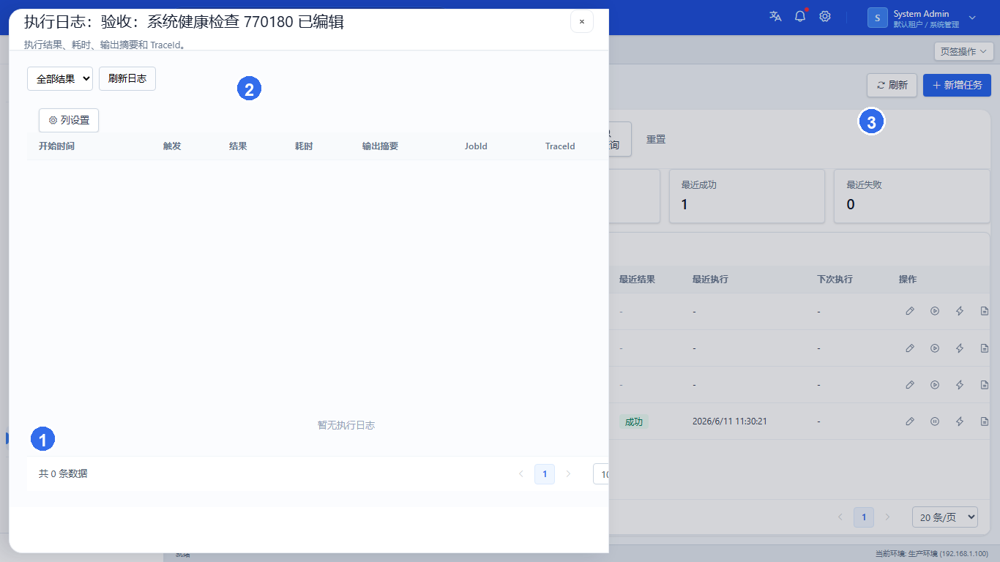 执行日志：验收：系统健康检查 770180 已编辑
×
执行结果、耗时、输出摘要和 TraceId。
S
System Admin
默认租户 / 系统管理
页签操作
全部结果
刷新日志
2
刷新
新增任务
3
列设置
询
重置
开始时间
触发
结果
耗时
输出摘要
JobId
TraceId
最近成功
1
最近失败
0
最近结果
最近执行
下次执行
操作
-
-
-
-
-
-
-
-
-
成功
2026/6/11 11:30:21
-
暂无执行日志
1
共 0 条数据
1
10
1
20 条/页
就绪
当前环境: 生产环境 (192.168.1.100)